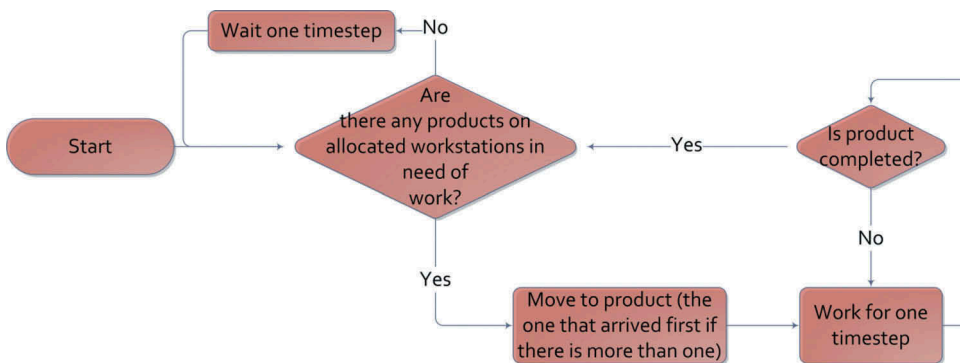 Wait one timestep
No
Are
there any products on
allocated workstations in
need of
work?
Start
Yes
Is product
completed?
No
Yes
Move to product (the
one that arrived first if
there is more than one)
Work for one
timestep